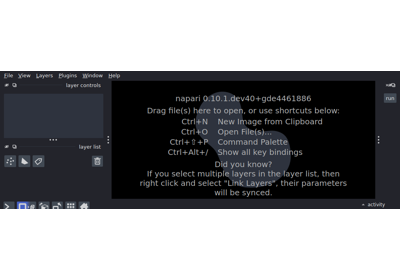 File View Layers Plugins Window Help
layer controls
layer list
napari 0.10.1.dev40+gde4461886
Drag file(s) here to open, or use shortcuts below:
Ctrl+N New Image from Clipboard
Ctrl+O Open File(s)...
Ctrl+⇧+P Command Palette
Ctrl+Alt+/ Show all key bindings
Did you know?
If you select multiple layers in the layer list, then
right click and select "Link Layers", their parameters
will be synced.
run
activity